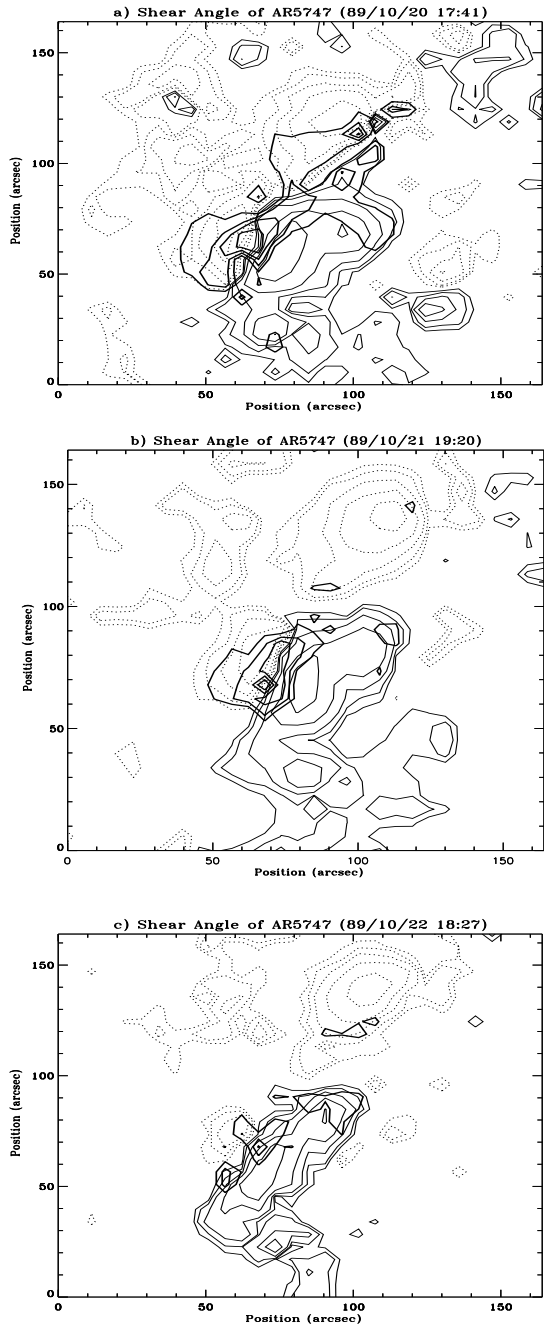 a) Shear Angle of AR5747 (89/10/20 17:41)
150
100
50
0
Position (arcsec)
0 50 100 150
Position (arcsec)
b) Shear Angle of AR5747 (89/10/21 19:20)
150
100
50
0
Position (arcsec)
0 50 100 150
Position (arcsec)
c) Shear Angle of AR5747 (89/10/22 18:27)
150
100
50
0
Position (arcsec)
0 50 100 150
Position (arcsec)